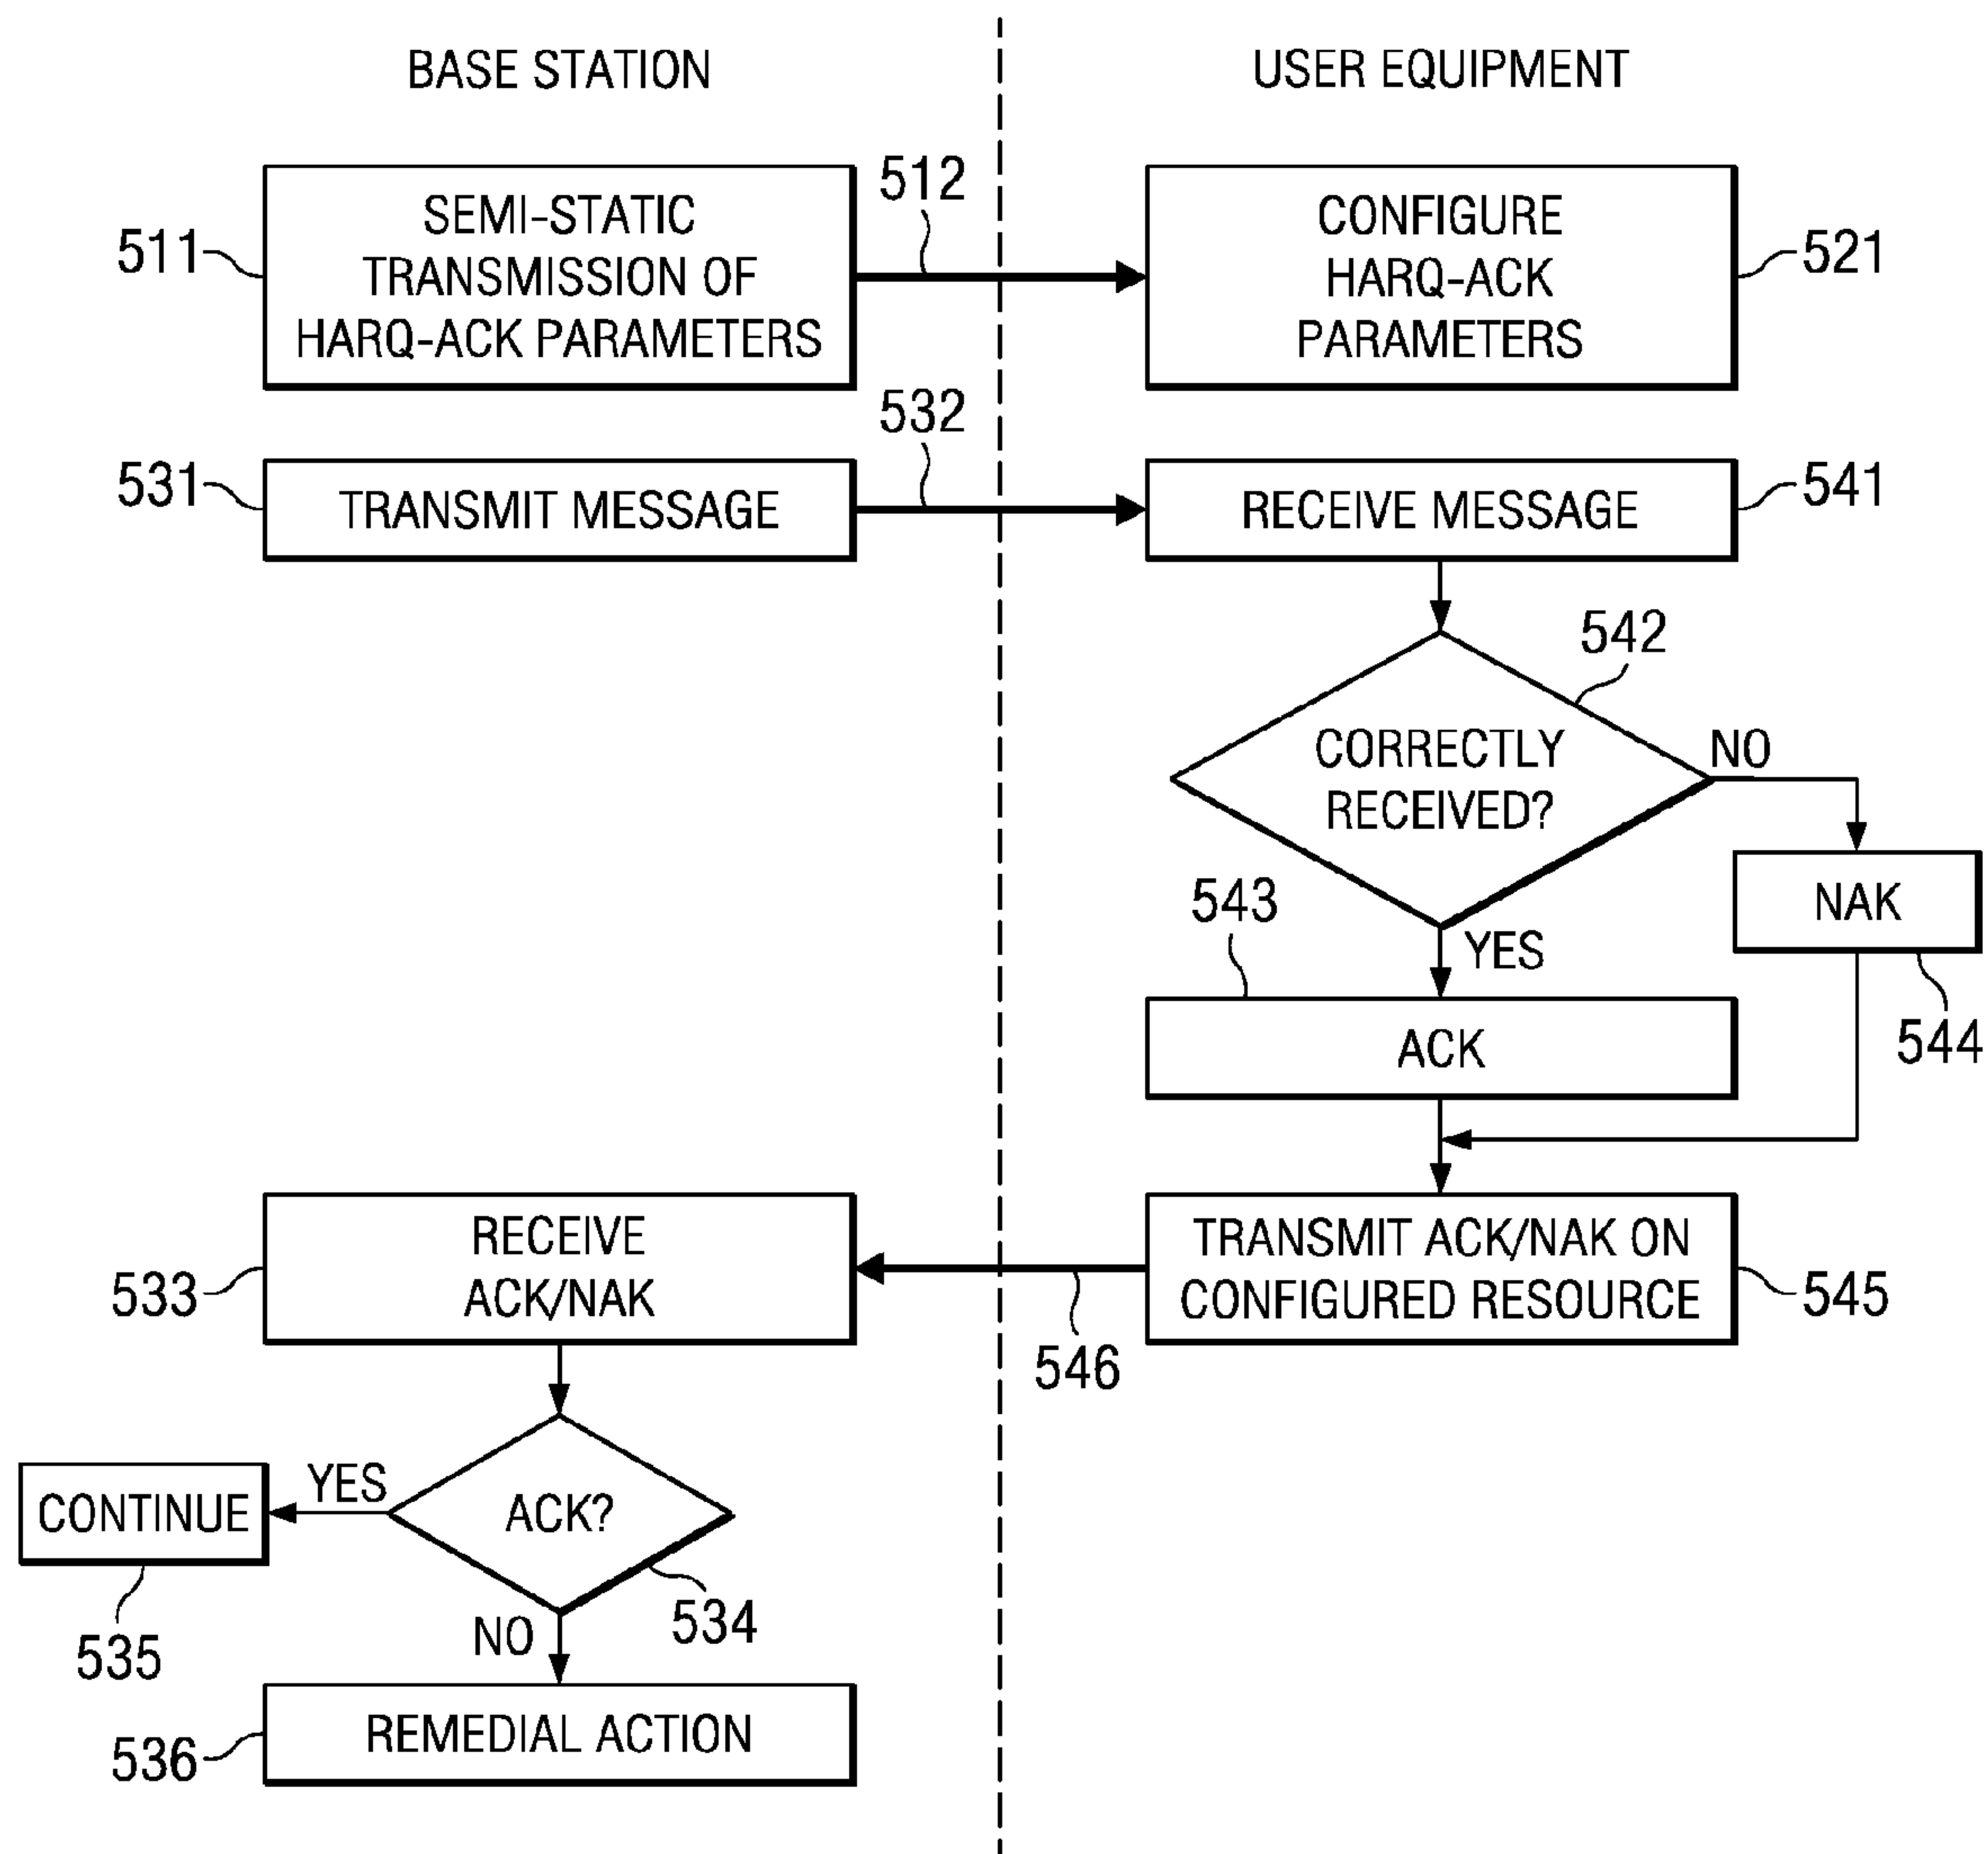 BASE STATION
USER EQUIPMENT
511
SEMI-STATIC
TRANSMISSION OF
HARQ-ACK PARAMETERS
512
CONFIGURE
HARQ-ACK
PARAMETERS
521
531
TRANSMIT MESSAGE
532
RECEIVE MESSAGE
541
542
CORRECTLY
RECEIVED?
NO
NAK
544
YES
543
ACK
533
RECEIVE
ACK/NAK
546
TRANSMIT ACK/NAK ON
CONFIGURED RESOURCE
545
ACK?
534
YES
CONTINUE
535
NO
REMEDIAL ACTION
536